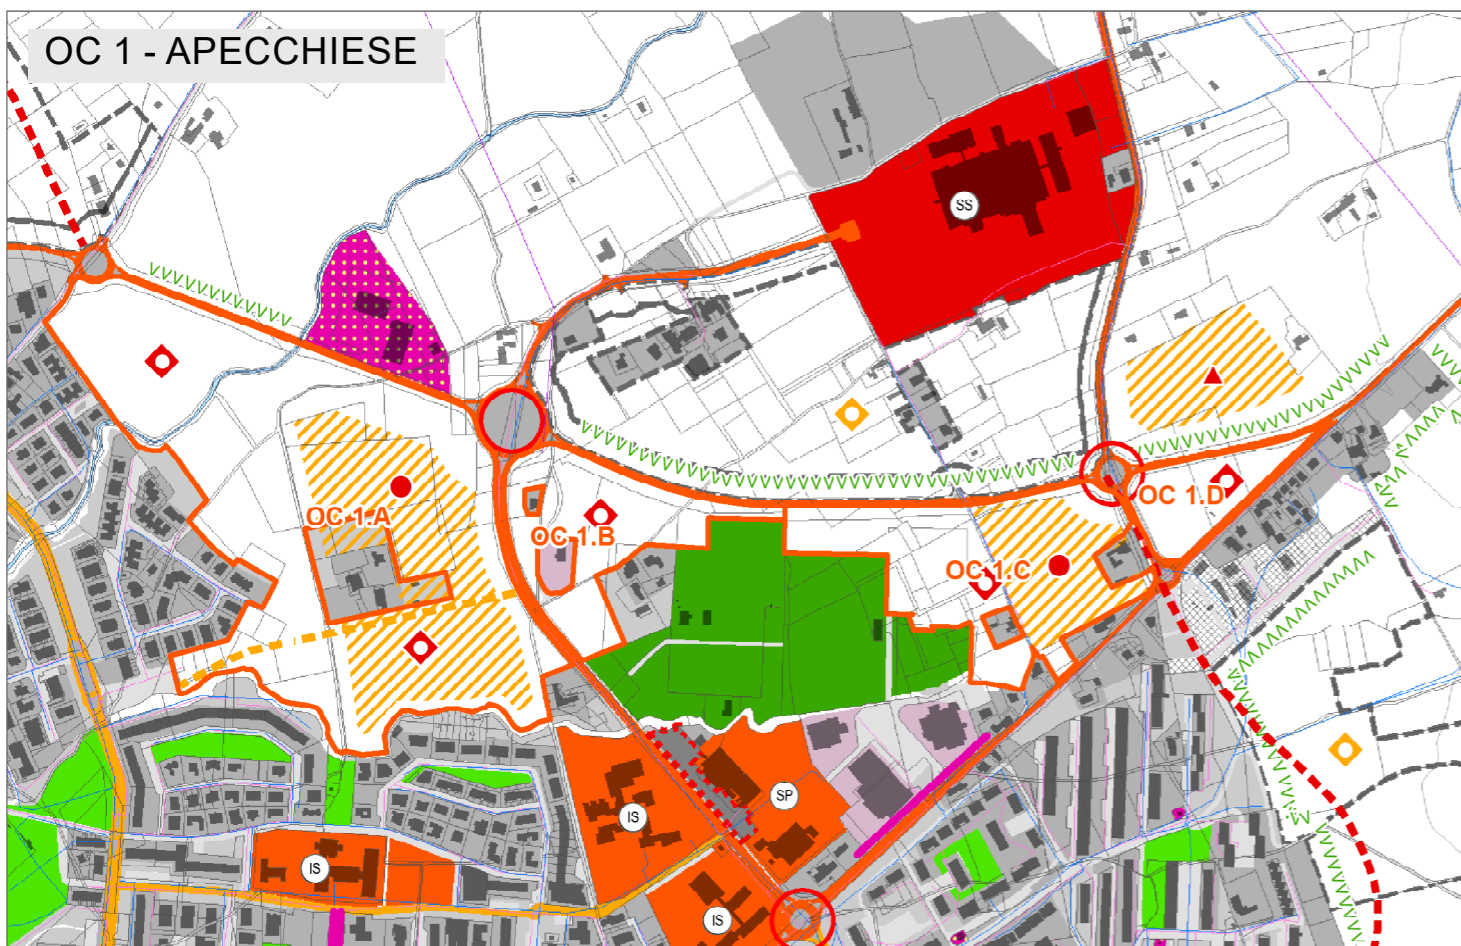 OC 1 - APECCHIESE
SS
OC 1.D
OC 1.A
OC 1.B
OC 1.C
SP
IS
IS
IS